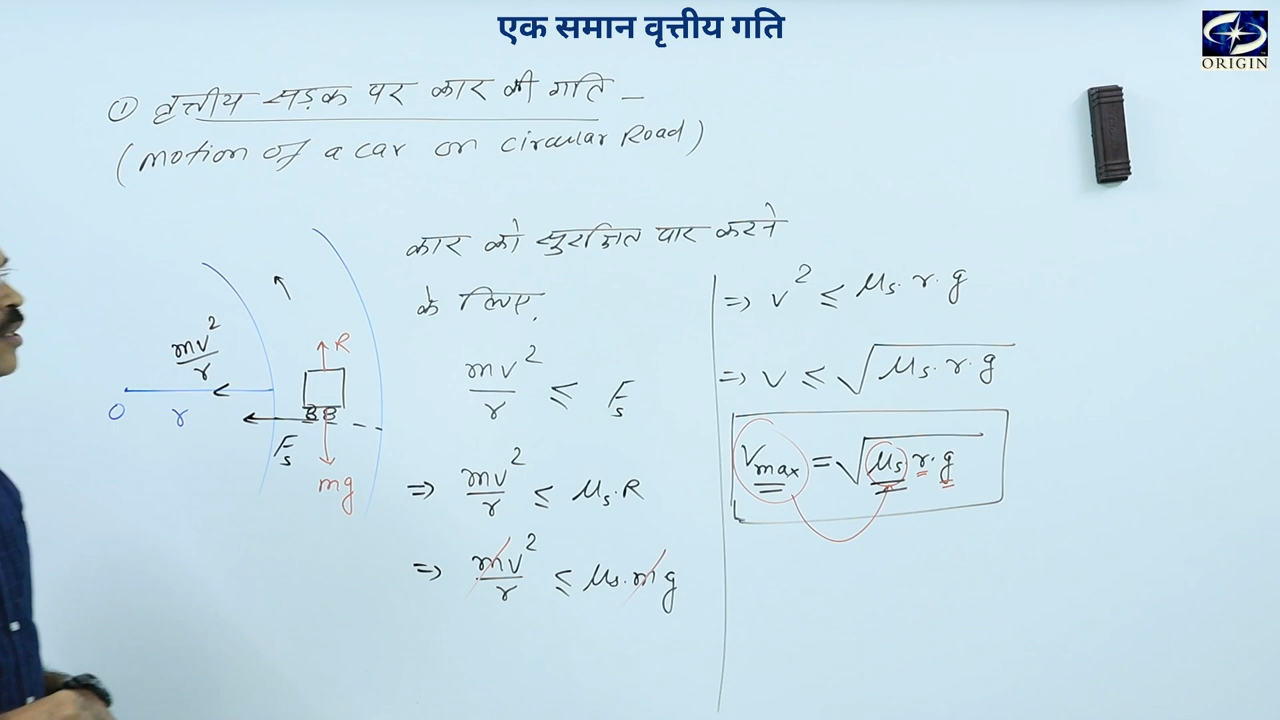 एक समान वृत्तीय गति
ORIGIN
① वृत्तीय सड़क पर कार की गति –
(motion of a car on circular Road)
कार को सुरक्षित पार करने
के लिए,
mv²/r
R
O
r
Fₛ
mg
mv²/r ≤ Fₛ
⇒ mv²/r ≤ μₛ.R
⇒ mv²/r ≤ μₛ.mg
⇒ v² ≤ μₛ.r.g
⇒ v ≤ √μₛ.r.g
Vmax = √μₛ r.g